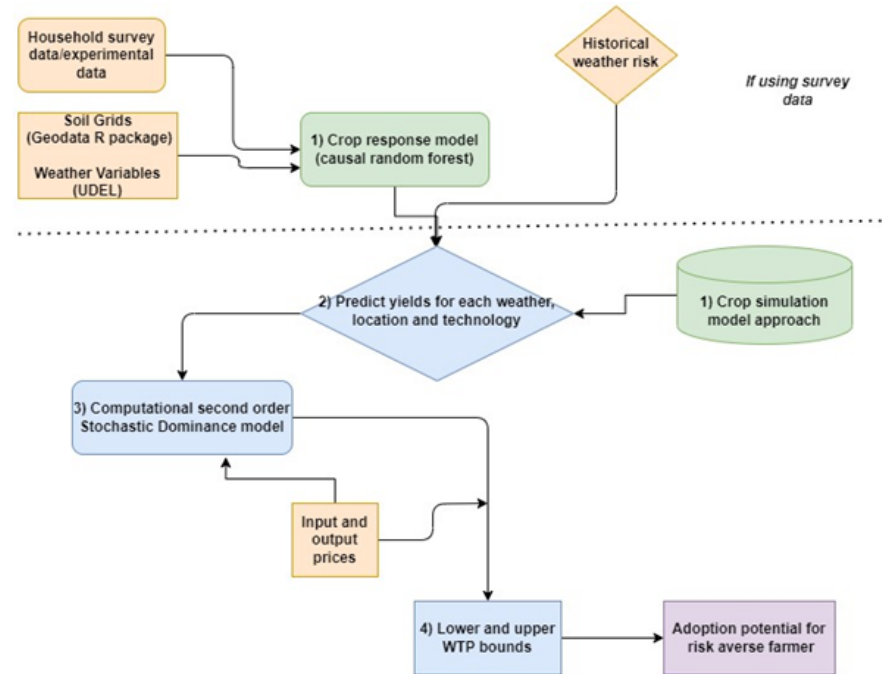 Household survey
data/experimental
data
Historical
weather risk
If using survey
data
Soil Grids
(Geodata R package)
Weather Variables
(UDEL)
1) Crop response model
(causal random forest)
2) Predict yields for each weather,
location and technology
1) Crop simulation
model approach
3) Computational second order
Stochastic Dominance model
Input and
output
prices
4) Lower and upper
WTP bounds
Adoption potential for
risk averse farmer